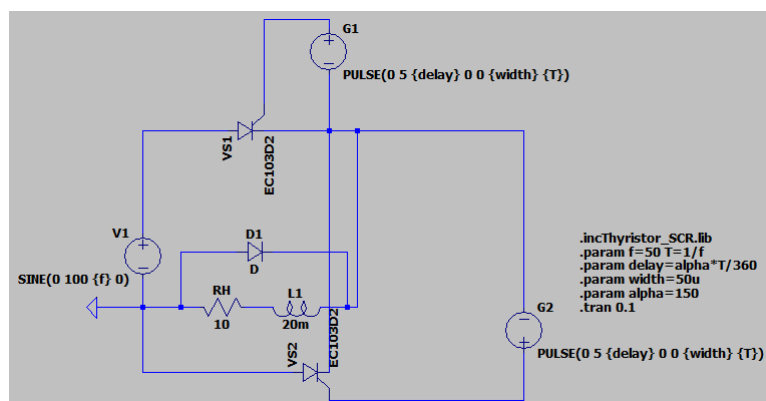 G1
PULSE(0 5 {delay} 0 0 {width} {T})
VS1
EC103D2
V1
SINE(0 100 {f} 0)
D1
D
RH
10
L1
20m
VS2
EC103D2
G2
PULSE(0 5 {delay} 0 0 {width} {T})
.incThyristor_SCR.lib
.param f=50 T=1/f
.param delay=alpha*T/360
.param width=50u
.param alpha=150
.tran 0.1